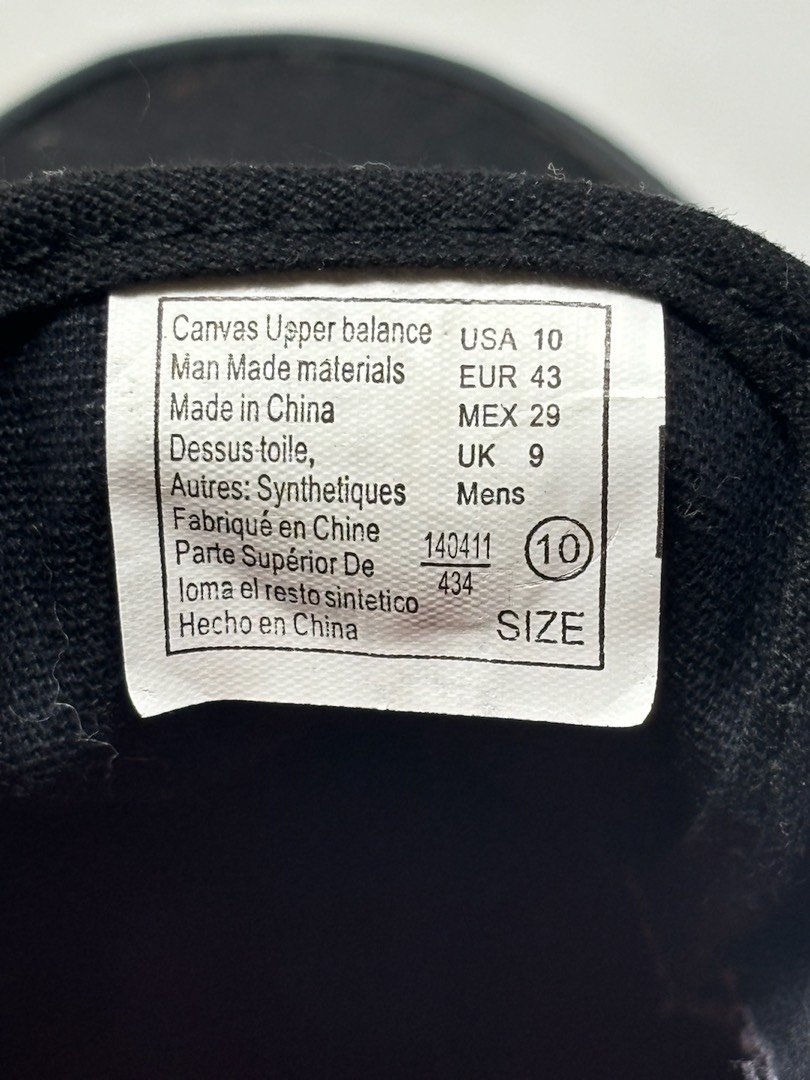 Canvas Upper balance
Man Made materials
Made in China
Dessus toile,
Autres: Synthetiques
Fabriqué en Chine
Parte Supérior De
loma el resto sintetico
Hecho en China
USA 10
EUR 43
MEX 29
UK 9
Mens
140411
434
10
SIZE